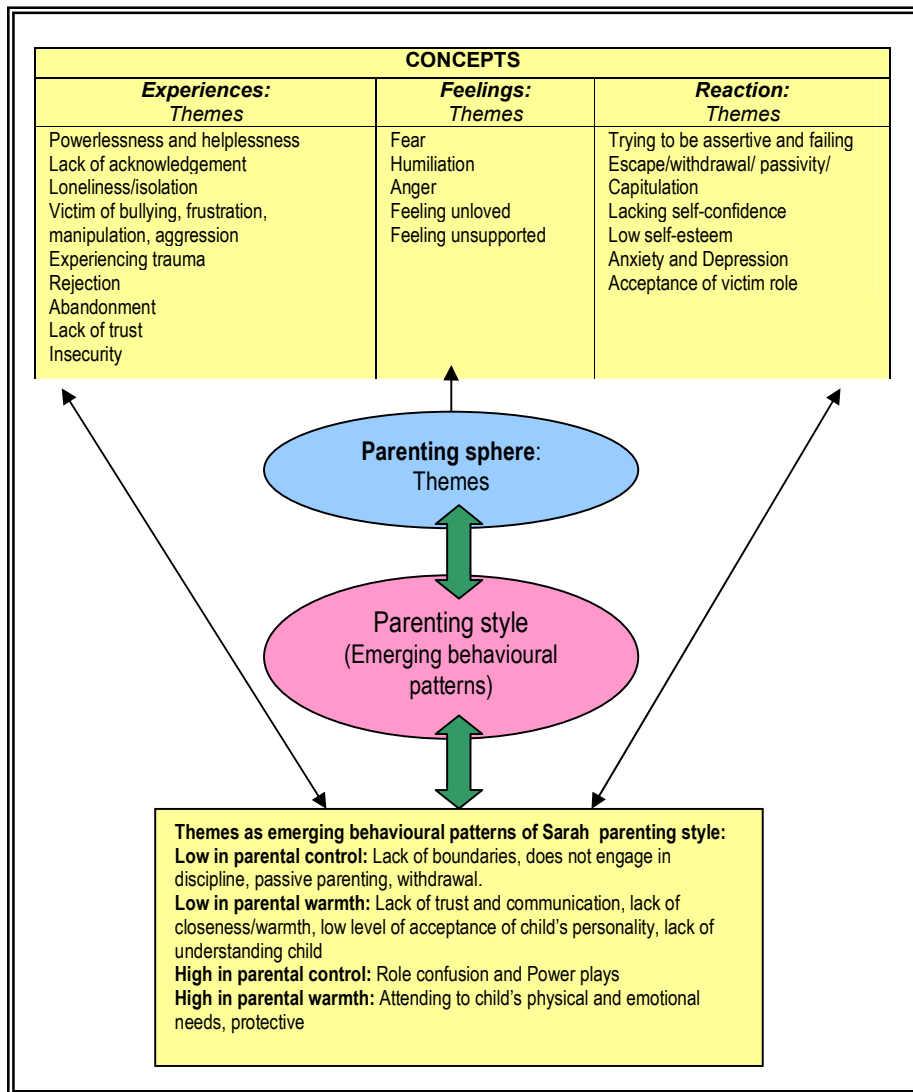 CONCEPTS
Experiences:
Themes
Powerlessness and helplessness
Lack of acknowledgement
Loneliness/isolation
Victim of bullying, frustration,
manipulation, aggression
Experiencing trauma
Rejection
Abandonment
Lack of trust
Insecurity
Feelings:
Themes
Fear
Humiliation
Anger
Feeling unloved
Feeling unsupported
Reaction:
Themes
Trying to be assertive and failing
Escape/withdrawal/ passivity/
Capitulation
Lacking self-confidence
Low self-esteem
Anxiety and Depression
Acceptance of victim role
Parenting sphere:
Themes
Parenting style
(Emerging behavioural
patterns)
Themes as emerging behavioural patterns of Sarah  parenting style:
Low in parental control: Lack of boundaries, does not engage in
discipline, passive parenting, withdrawal.
Low in parental warmth: Lack of trust and communication, lack of
closeness/warmth, low level of acceptance of child’s personality, lack of
understanding child
High in parental control: Role confusion and Power plays
High in parental warmth: Attending to child’s physical and emotional
needs, protective